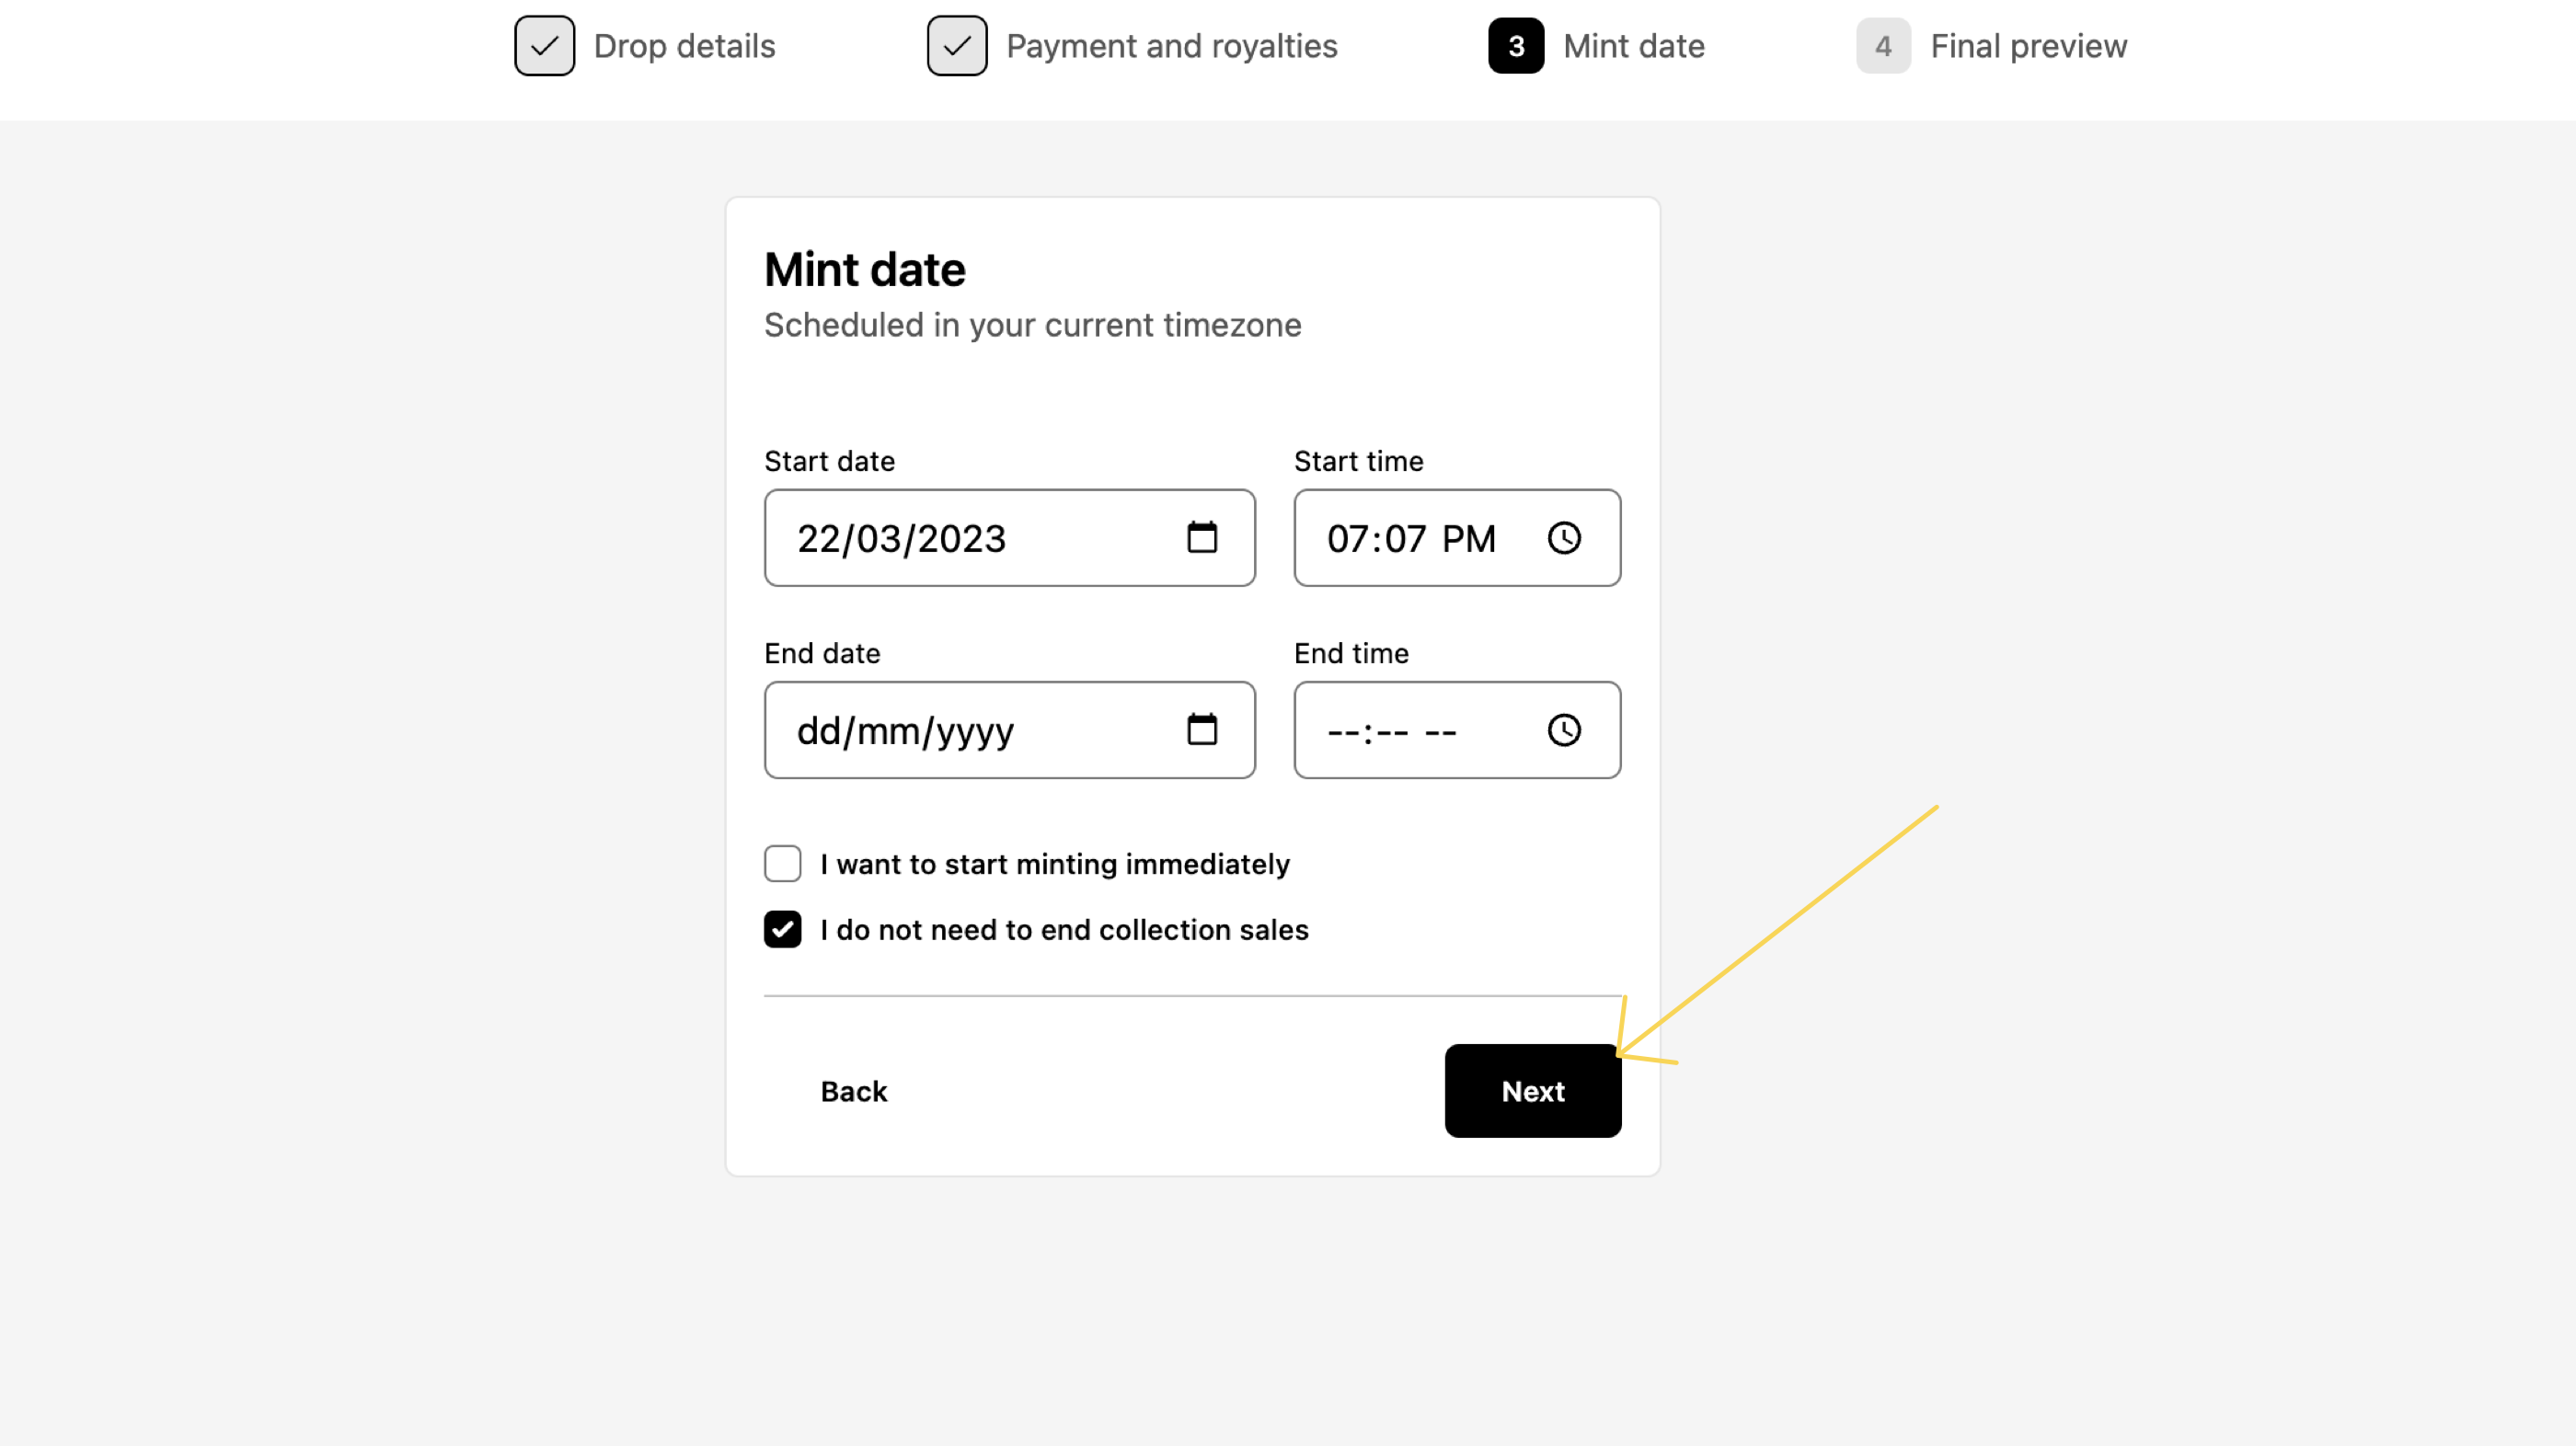 Drop details Payment and royalties 3 Mint date 4 Final preview
Mint date
Scheduled in your current timezone
Start date Start time
22/03/2023 07:07 PM
End date End time
dd/mm/yyyy --:-- --
I want to start minting immediately
I do not need to end collection sales
Back Next